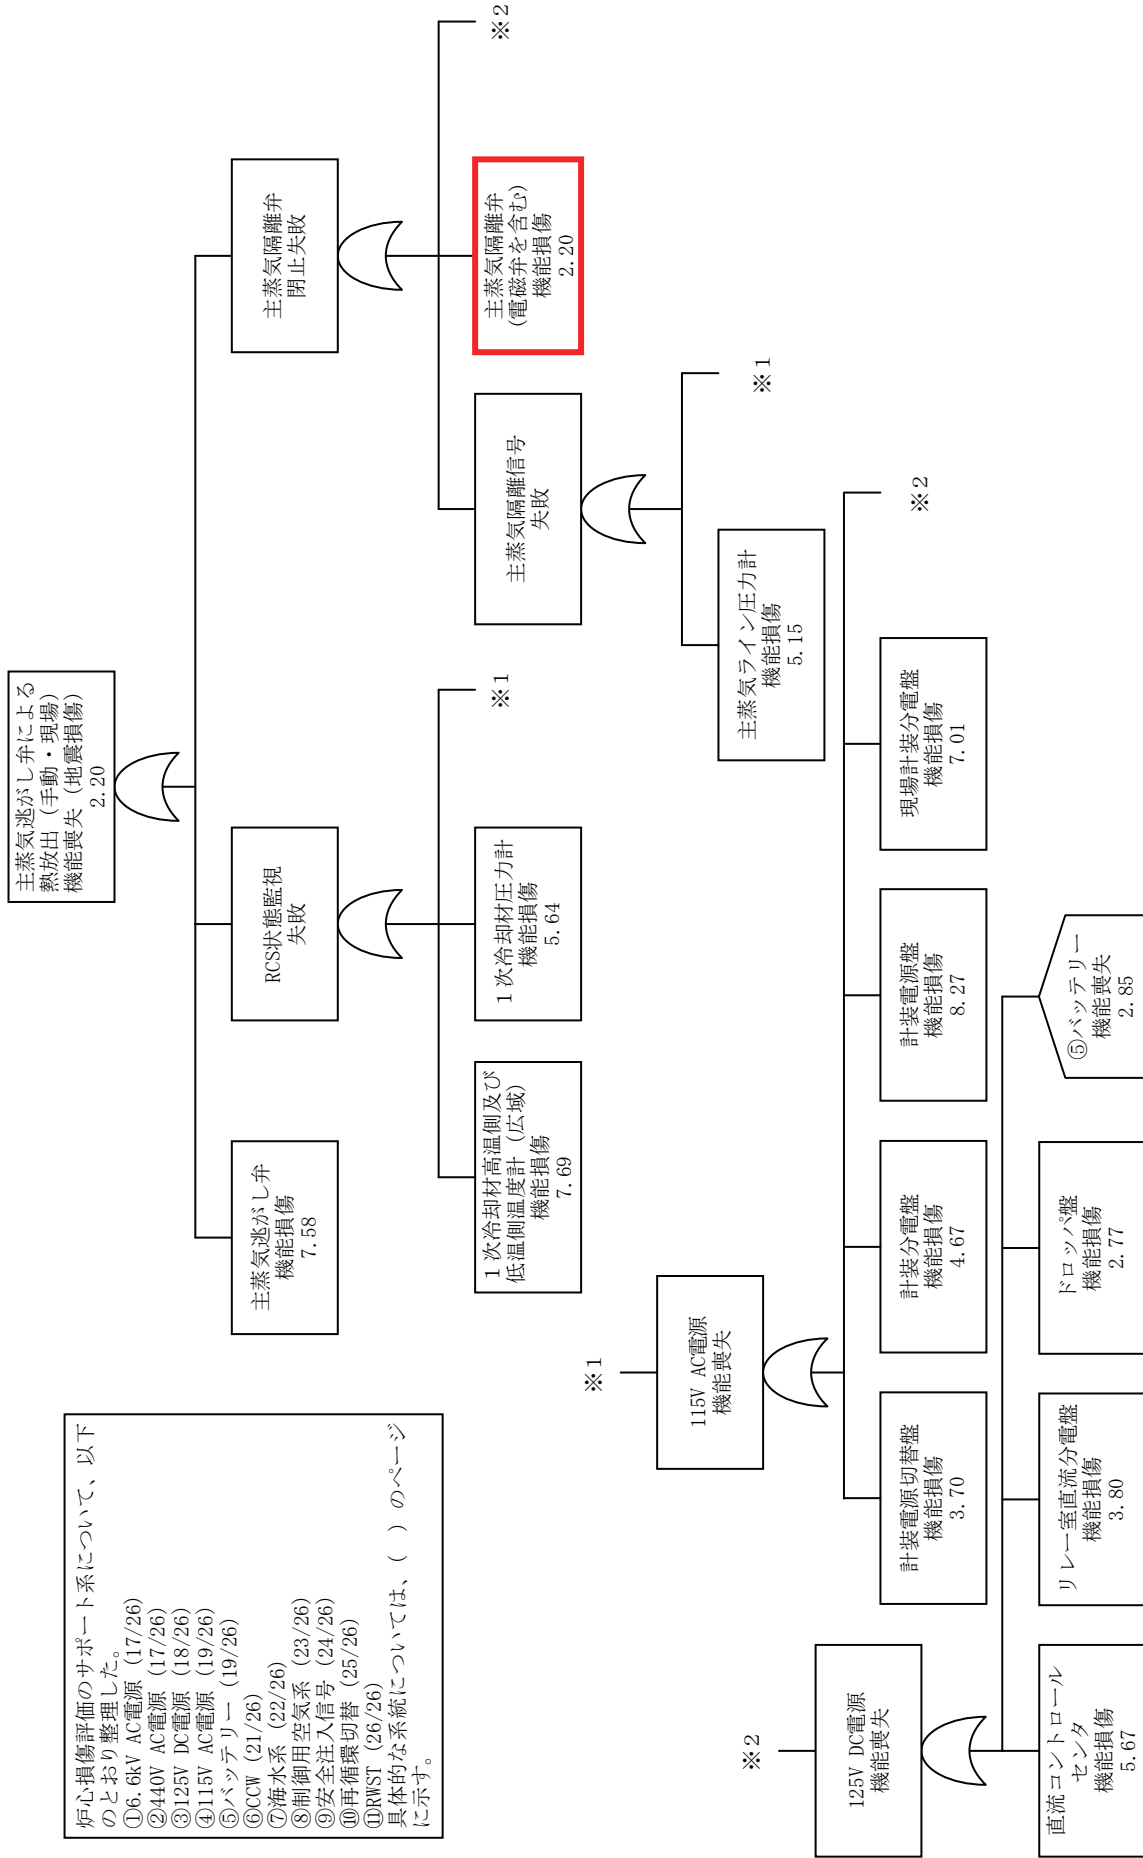 主蒸気逃がし弁による
熱放出（手動・現場）
機能喪失（地震損傷）
2.20
主蒸気逃がし弁
機能損傷
7.58
RCS状態監視
失敗
主蒸気隔離弁
閉止失敗
1次冷却材高温側及び
低温側温度計（広域）
機能損傷
7.69
1次冷却材圧力計
機能損傷
5.64
※1
主蒸気隔離信号
失敗
主蒸気隔離弁
(電磁弁を含む)
機能損傷
2.20
※2
主蒸気ライン圧力計
機能損傷
5.15
※1
※1
115V AC電源
機能喪失
計装電源切替盤
機能損傷
3.70
計装分電盤
機能損傷
4.67
計装電源盤
機能損傷
8.27
現場計装分電盤
機能損傷
7.01
※2
※2
125V DC電源
機能喪失
直流コントロール
センタ
機能損傷
5.67
リレー室直流分電盤
機能損傷
3.80
ドロッパ盤
機能損傷
2.77
⑤バッテリー
機能喪失
2.85
炉心損傷評価のサポート系について、以下
のとおり整理した。
①6.6kV AC電源 (17/26)
②440V AC電源 (17/26)
③125V DC電源 (18/26)
④115V AC電源 (19/26)
⑤バッテリー (19/26)
⑥CCW (21/26)
⑦海水系 (22/26)
⑧制御用空気系 (23/26)
⑨安全注入信号 (24/26)
⑩再循環切替 (25/26)
⑪RWST (26/26)
具体的な系統については、( ) のページ
に示す。